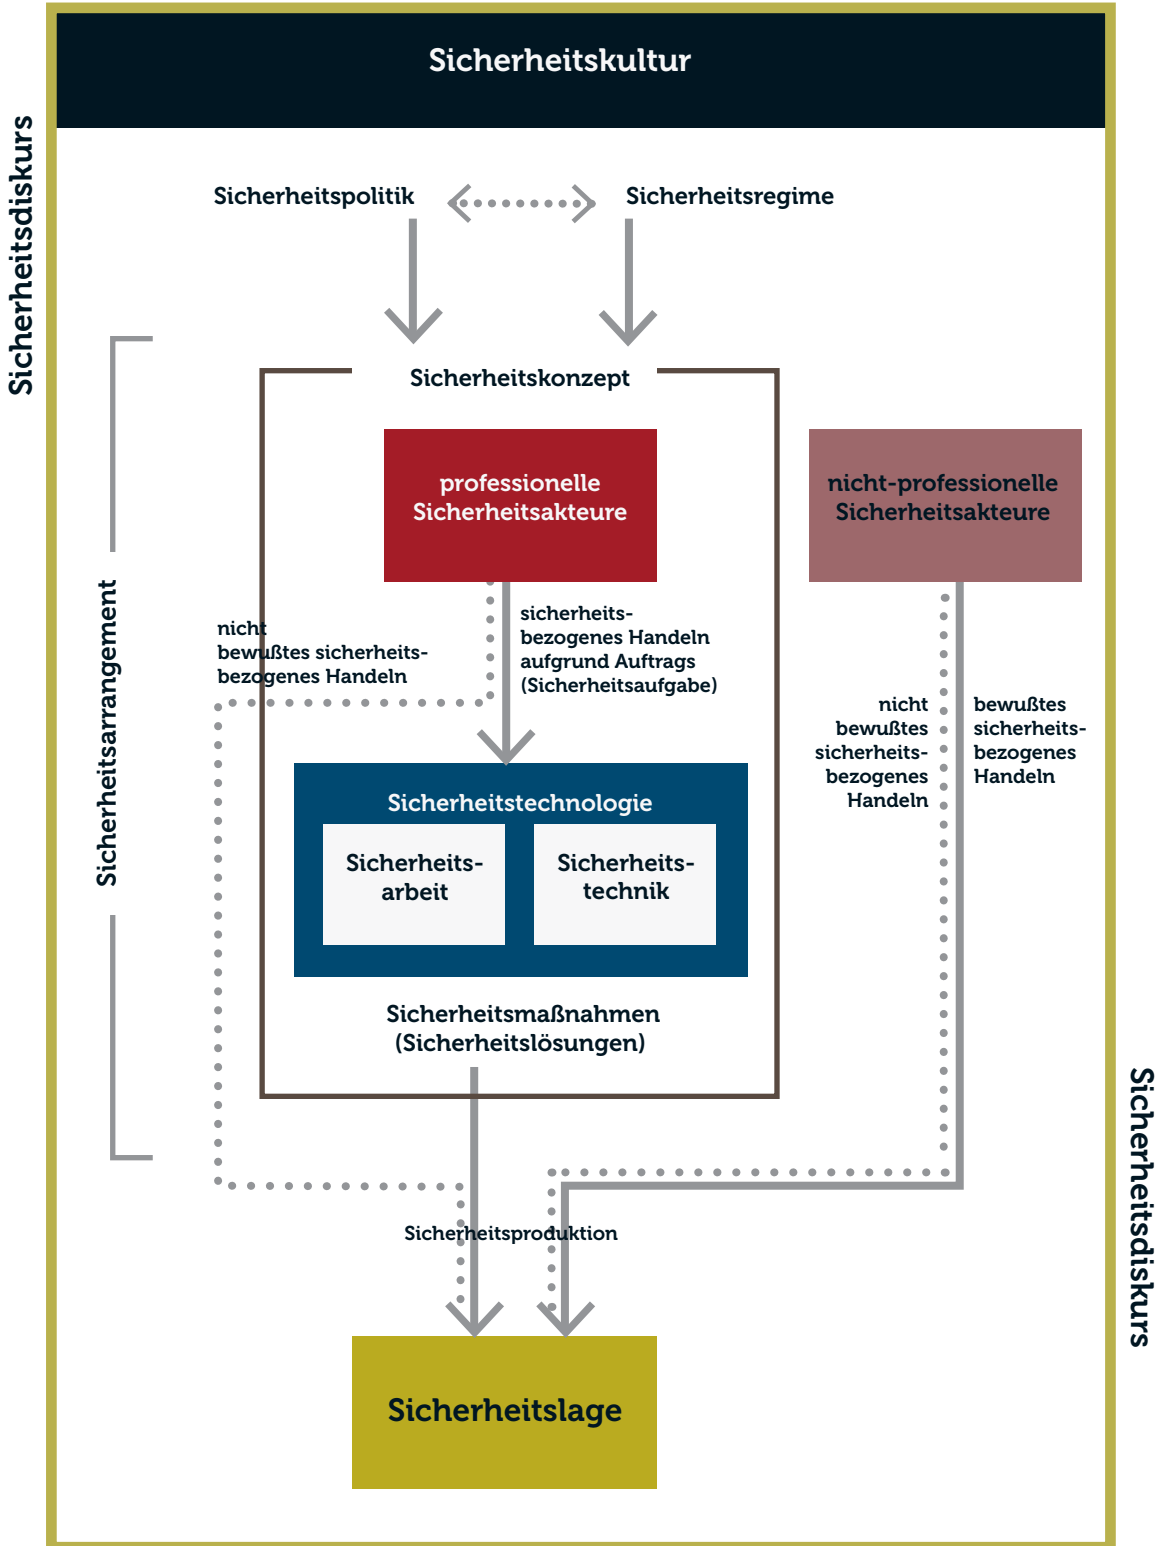 Sicherheitskultur
Sicherheitsdiskurs
Sicherheitspolitik
Sicherheitsregime
Sicherheitskonzept
professionelle
Sicherheitsakteure
nicht-professionelle
Sicherheitsakteure
Sicherheitsarrangement
nicht
bewußtes sicherheits-
bezogenes Handeln
sicherheits-
bezogenes Handeln
aufgrund Auftrags
(Sicherheitsaufgabe)
nicht
bewußtes
sicherheits-
bezogenes
Handeln
bewußtes
sicherheits-
bezogenes
Handeln
Sicherheitstechnologie
Sicherheits-
arbeit
Sicherheits-
technik
Sicherheitsmaßnahmen
(Sicherheitslösungen)
Sicherheitsdiskurs
Sicherheitsproduktion
Sicherheitslage